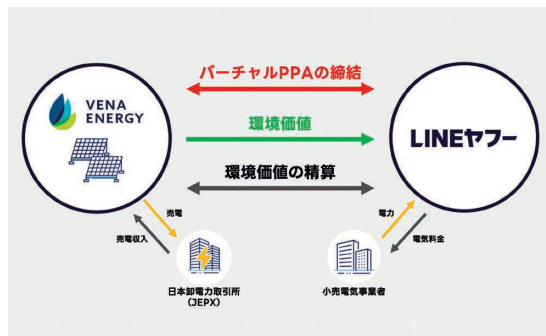 バーチャルPPAの締結
VENA
ENERGY
環境価値
LINEヤフー
環境価値の精算
売電
売電収入
電力
電気料金
日本卸電力取引所
(JEPX)
小売電気事業者